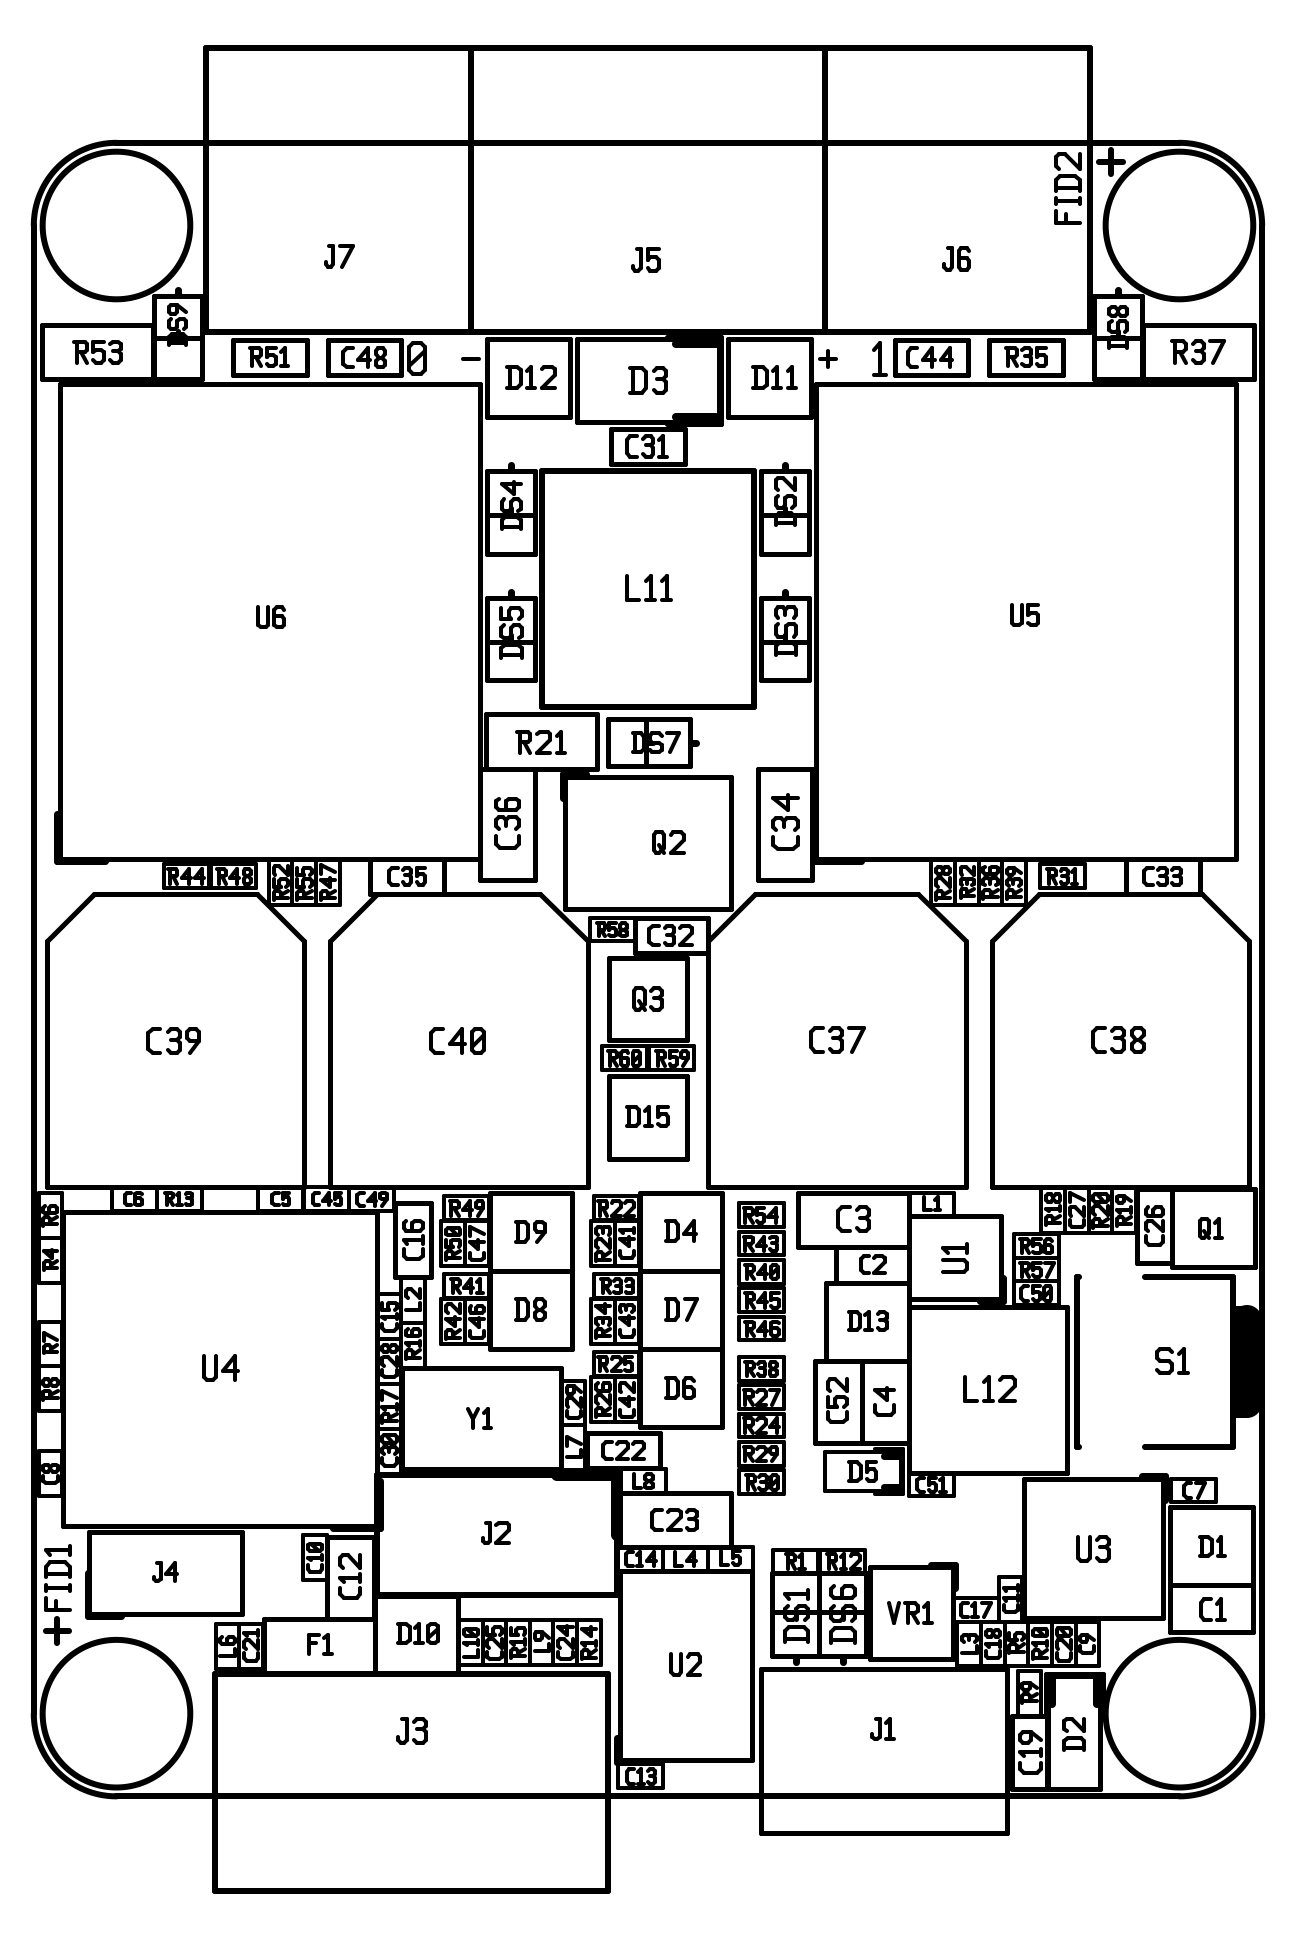 FID2 +
J7 J5 J6
DS9 DS8
R53 R51 C48 0 - D12 D3 D11 + 1 C44 R35 R37
C31
DS4 DS2
U6 L11 U5
DS5 DS3
R21 DS7
C36 Q2 C34
R44 R48 R52 R55 R47 C35 R28 R32 R36 R39 R31 C33
R58 C32
Q3
C39 C40 C37 C38
R60 R59
D15
C6 R13 C5 C45 C49
R6 R49 R22 R54 C3 L1 R18 C27 R20 R19 C26 Q1
R4 C16 R50 C47 D9 R23 C41 D4 R43 C2 U1 R56
R41 R33 R40 R57
C15 L2 R42 C46 D8 R34 C43 D7 R45 D13 C50
R7 R16 R46
U4 C28 R25 R38 S1
R8 R17 R26 C42 D6 R27 C52 C4 L12
Y1 C29 R24
C30 L7 C22 R29
C8 L8 R30 D5 C51 C7
J2 C23 U3 D1
FID1 + J4 C10 C12 C14 L4 L5 R1 R12
DS1 DS6 VR1 C17 C11 C1
L6 C21 F1 D10 L10 C25 R15 L9 C24 R14 L3 C18 R5 R10 C20 C9
U2
R9
J3 J1 C19 D2
C13